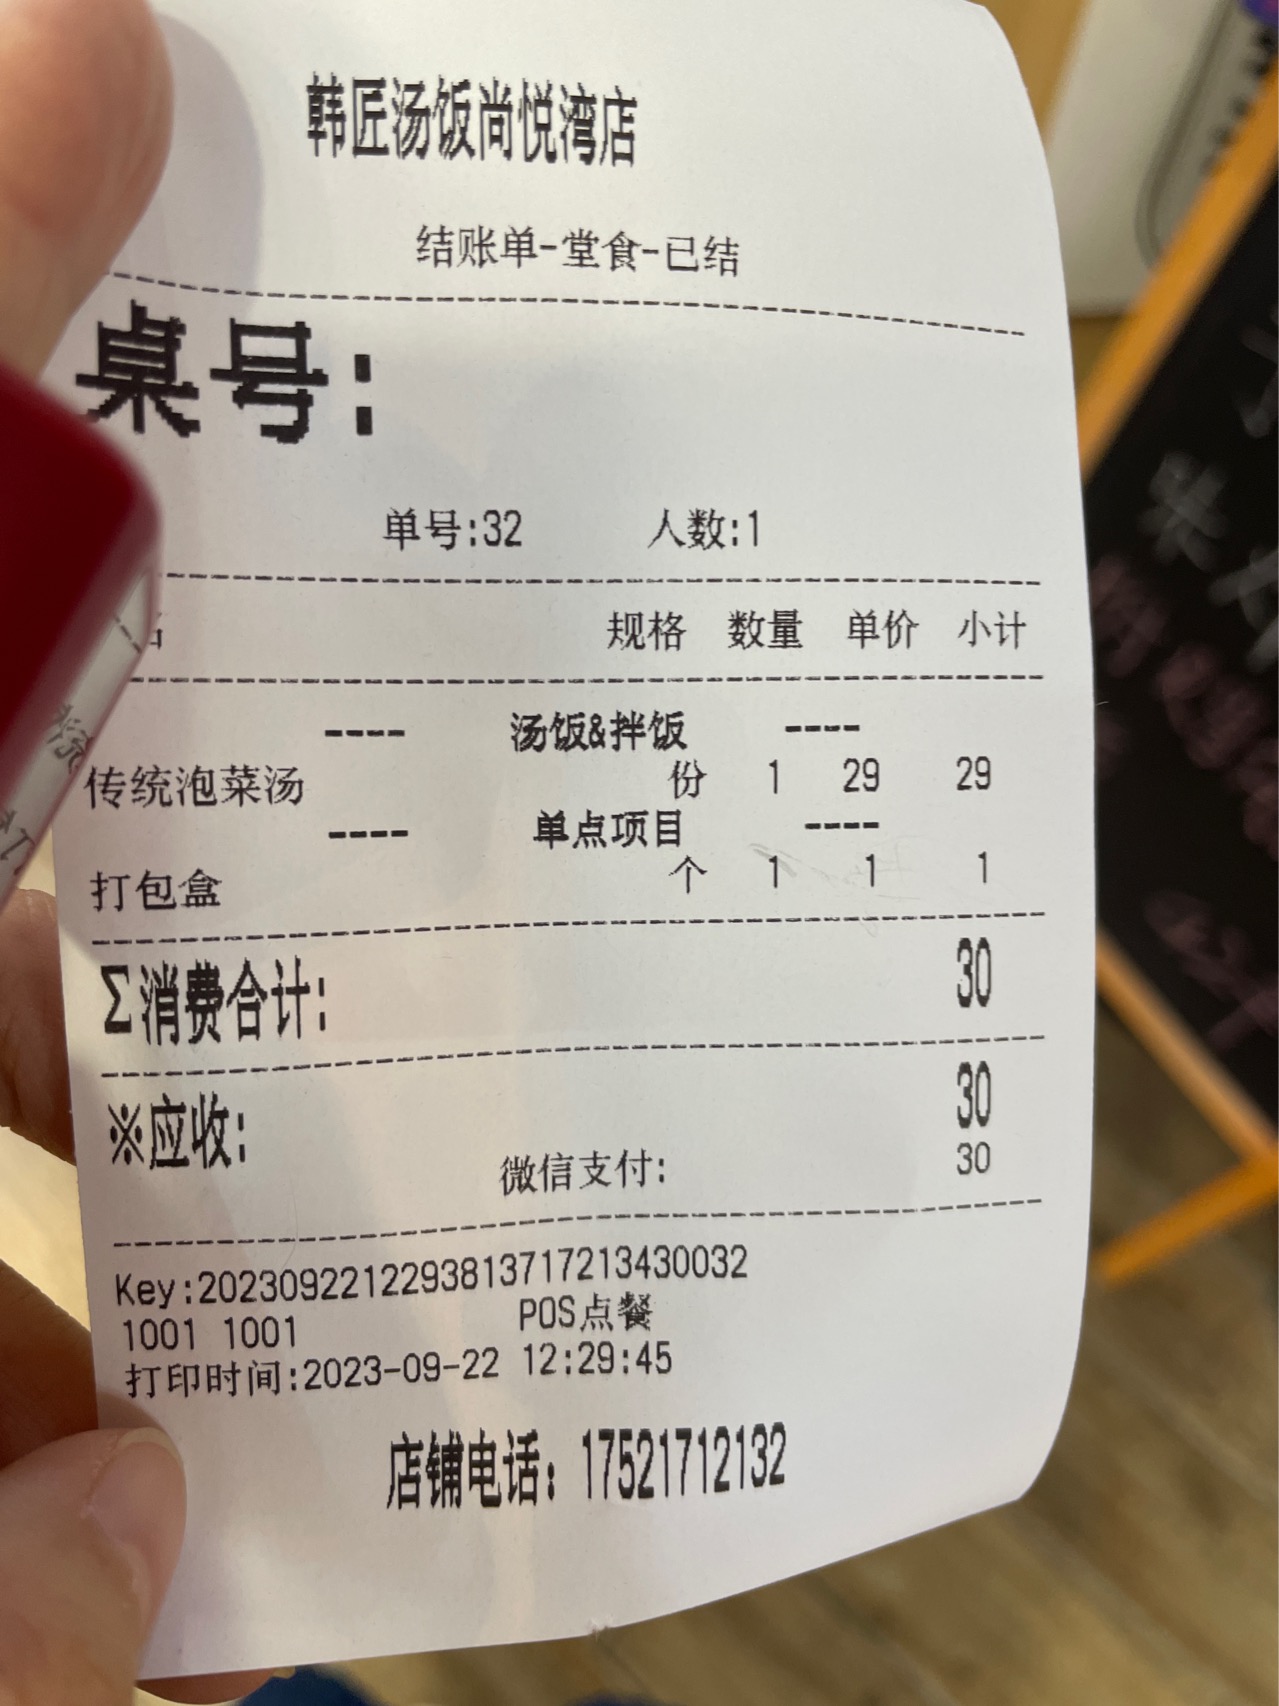 韩匠汤饭尚悦湾店
结账单-堂食-已结
桌号:
单号:32 人数:1
规格 数量 单价 小计
---- 汤饭&拌饭 ----
传统泡菜汤 份 1 29 29
---- 单点项目 ----
打包盒 个 1 1 1
Σ消费合计: 30
※应收: 30
微信支付: 30
Key:2023092212293813717213430032
1001 1001 POS点餐
打印时间:2023-09-22 12:29:45
店铺电话：17521712132